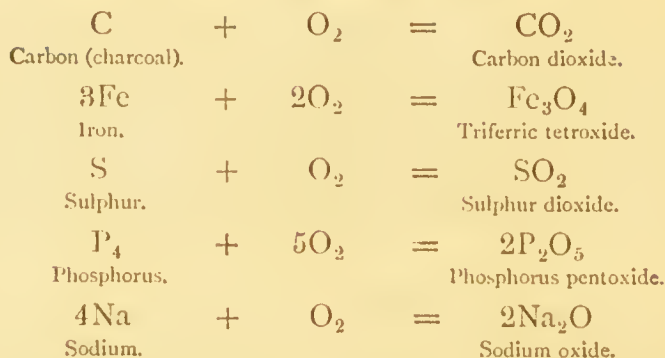 C + O₂ = CO₂
Carbon (charcoal). Carbon dioxide.
3Fe + 2O₂ = Fe₃O₄
Iron. Triferric tetroxide.
S + O₂ = SO₂
Sulphur. Sulphur dioxide.
P₄ + 5O₂ = 2P₂O₅
Phosphorus. Phosphorus pentoxide.
4Na + O₂ = 2Na₂O
Sodium. Sodium oxide.